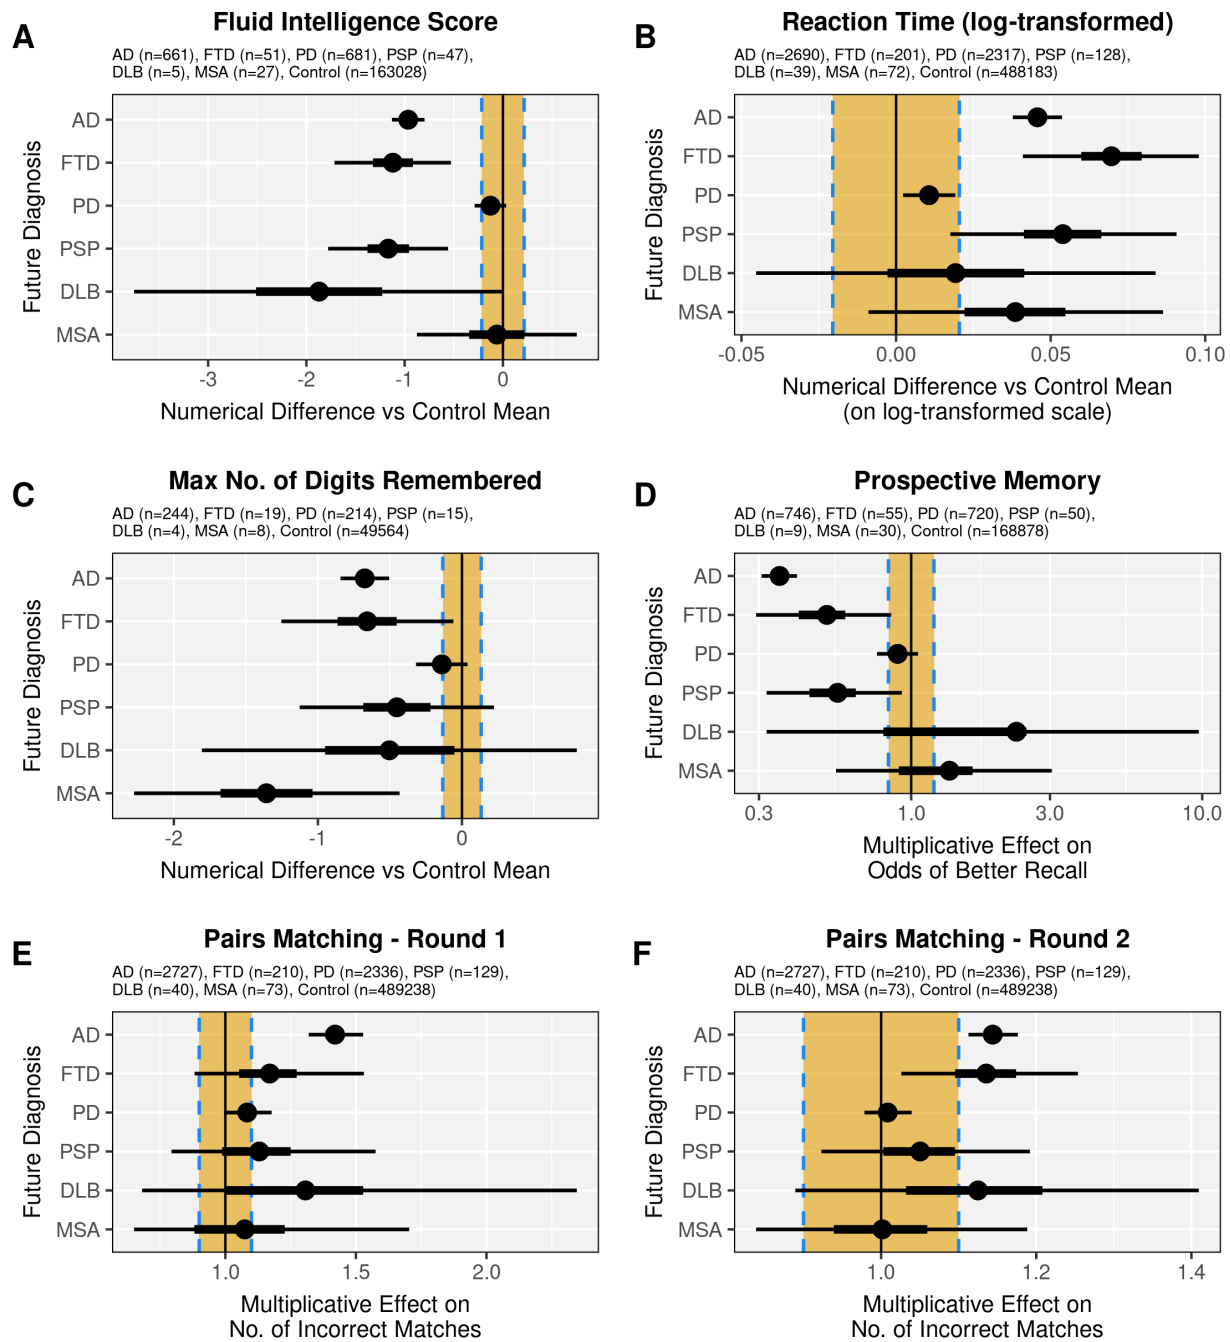 A
Fluid Intelligence Score
AD (n=661), FTD (n=51), PD (n=681), PSP (n=47),
DLB (n=5), MSA (n=27), Control (n=163028)
Future Diagnosis
AD
FTD
PD
PSP
DLB
MSA
-3 -2 -1 0
Numerical Difference vs Control Mean
B
Reaction Time (log-transformed)
AD (n=2690), FTD (n=201), PD (n=2317), PSP (n=128),
DLB (n=39), MSA (n=72), Control (n=488183)
Future Diagnosis
AD
FTD
PD
PSP
DLB
MSA
-0.05 0.00 0.05 0.10
Numerical Difference vs Control Mean
(on log-transformed scale)
C
Max No. of Digits Remembered
AD (n=244), FTD (n=19), PD (n=214), PSP (n=15),
DLB (n=4), MSA (n=8), Control (n=49564)
Future Diagnosis
AD
FTD
PD
PSP
DLB
MSA
-2 -1 0
Numerical Difference vs Control Mean
D
Prospective Memory
AD (n=746), FTD (n=55), PD (n=720), PSP (n=50),
DLB (n=9), MSA (n=30), Control (n=168878)
Future Diagnosis
AD
FTD
PD
PSP
DLB
MSA
0.3 1.0 3.0 10.0
Multiplicative Effect on
Odds of Better Recall
E
Pairs Matching - Round 1
AD (n=2727), FTD (n=210), PD (n=2336), PSP (n=129),
DLB (n=40), MSA (n=73), Control (n=489238)
Future Diagnosis
AD
FTD
PD
PSP
DLB
MSA
1.0 1.5 2.0
Multiplicative Effect on
No. of Incorrect Matches
F
Pairs Matching - Round 2
AD (n=2727), FTD (n=210), PD (n=2336), PSP (n=129),
DLB (n=40), MSA (n=73), Control (n=489238)
Future Diagnosis
AD
FTD
PD
PSP
DLB
MSA
1.0 1.2 1.4
Multiplicative Effect on
No. of Incorrect Matches